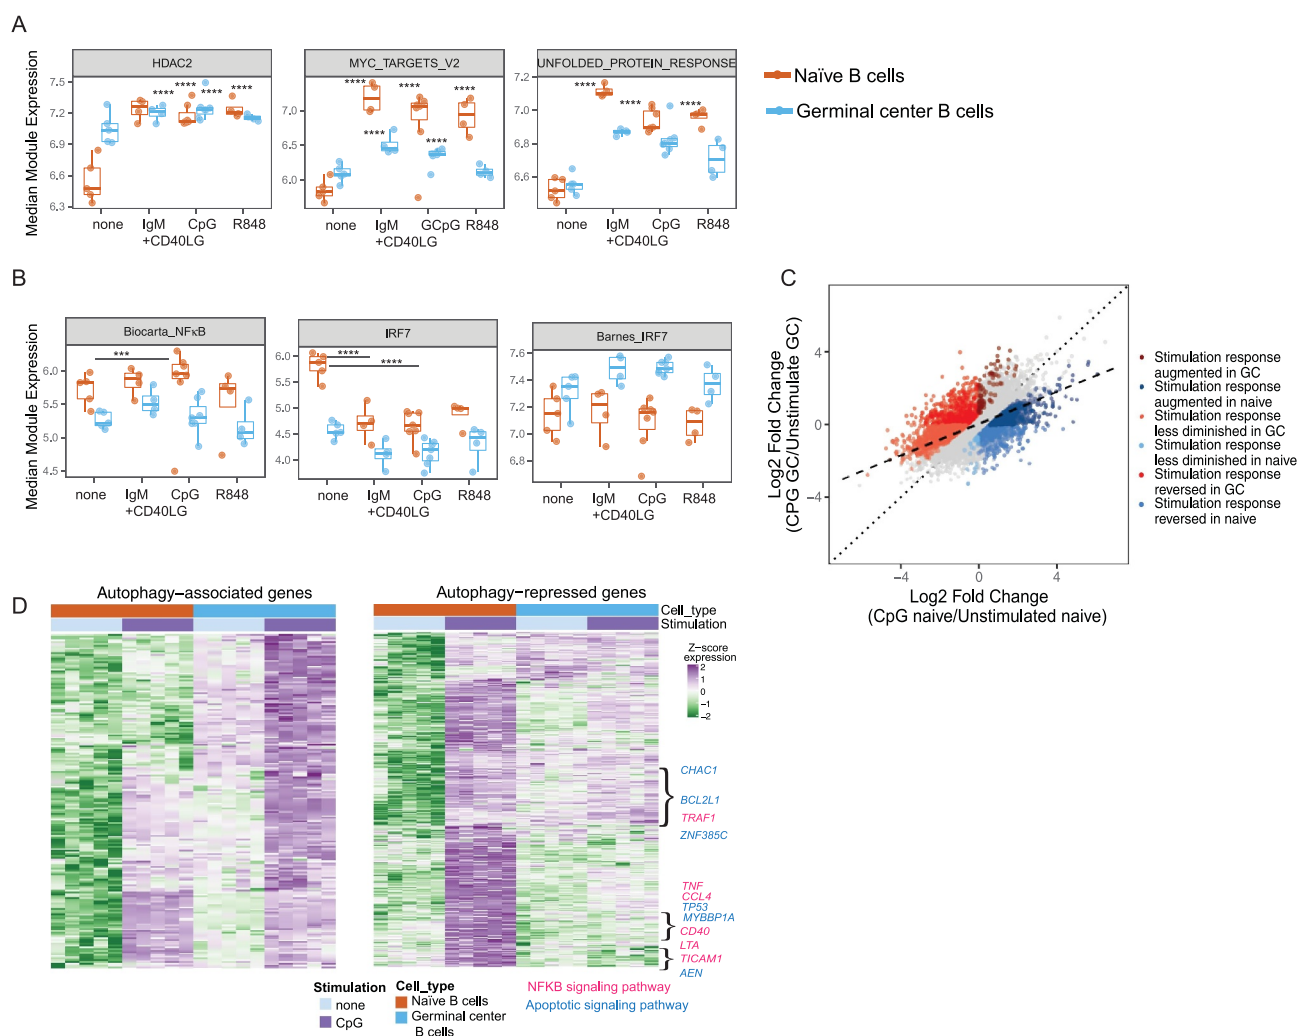 A
HDAC2
MYC_TARGETS_V2
UNFOLDED_PROTEIN_RESPONSE
Naïve B cells
Germinal center B cells
Median Module Expression
7.5
7.2
6.9
6.6
6.3
**** **** ****
none IgM CpG R848
+CD40LG
7.0
6.5
6.0
**** **** ****
**** ****
none IgM GCpG R848
+CD40LG
7.2
7.0
6.8
6.6
**** **** ****
none IgM CpG R848
+CD40LG
B
Biocarta_NFκB
IRF7
Barnes_IRF7
Median Module Expression
6.0
5.5
5.0
4.5
***
none IgM CpG R848
+CD40LG
6.0
5.5
5.0
4.5
4.0
****
****
none IgM CpG R848
+CD40LG
7.6
7.4
7.2
7.0
6.8
none IgM CpG R848
+CD40LG
C
Log2 Fold Change
(CPG GC/Unstimulate GC)
4
0
−4
−4 0 4
Log2 Fold Change
(CpG naive/Unstimulated naive)
Stimulation response
augmented in GC
Stimulation response
augmented in naive
Stimulation response
less diminished in GC
Stimulation response
less diminished in naive
Stimulation response
reversed in GC
Stimulation response
reversed in naive
D
Autophagy−associated genes
Autophagy−repressed genes
Cell_type
Stimulation
Z−score
expression
2
1
0
−1
−2
CHAC1
BCL2L1
TRAF1
ZNF385C
TNF
CCL4
TP53
MYBBP1A
CD40
LTA
TICAM1
AEN
Stimulation
none
CpG
Cell_type
Naïve B cells
Germinal center
B cells
NFKB signaling pathway
Apoptotic signaling pathway